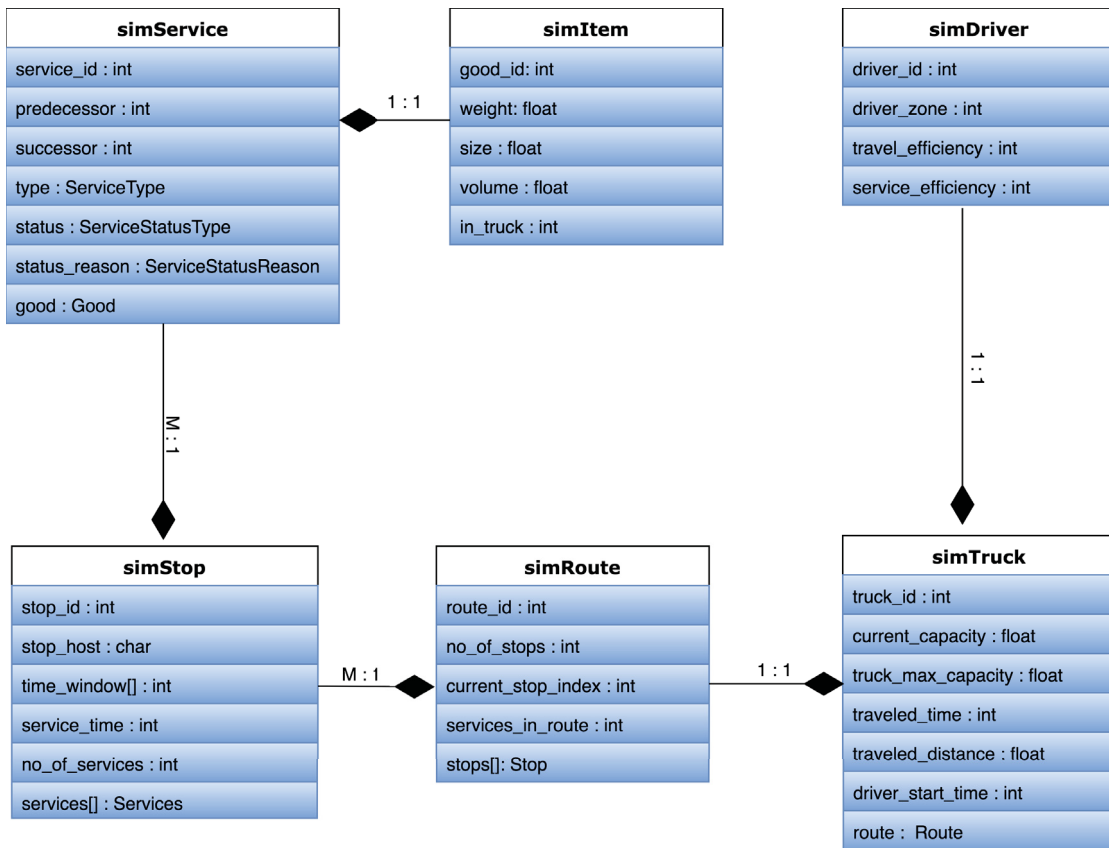 simService
service_id : int
predecessor : int
successor : int
type : ServiceType
status : ServiceStatusType
status_reason : ServiceStatusReason
good : Good
1 : 1
simItem
good_id: int
weight: float
size : float
volume : float
in_truck : int
simDriver
driver_id : int
driver_zone : int
travel_efficiency : int
service_efficiency : int
M : 1
1 : 1
simStop
stop_id : int
stop_host : char
time_window[] : int
service_time : int
no_of_services : int
services[] : Services
M : 1
simRoute
route_id : int
no_of_stops : int
current_stop_index : int
services_in_route : int
stops[]: Stop
1 : 1
simTruck
truck_id : int
current_capacity : float
truck_max_capacity : float
traveled_time : int
traveled_distance : float
driver_start_time : int
route : Route